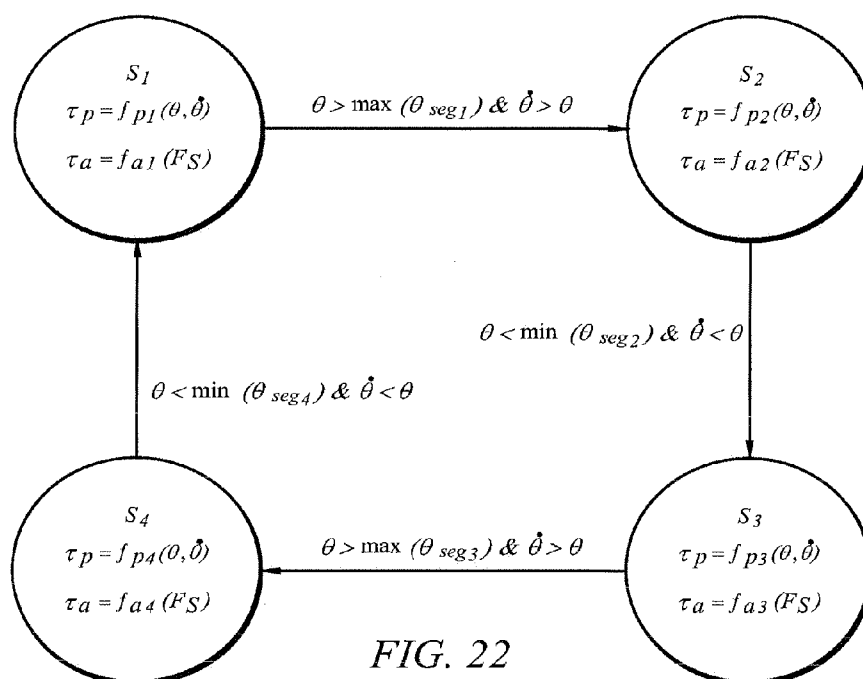 S1
τp = fp1(θ, θ̇)
τa = fa1(FS)
θ > max (θseg1) & θ̇ > θ
S2
τp = fp2(θ, θ̇)
τa = fa2(FS)
θ < min (θseg2) & θ̇ < θ
θ < min (θseg4) & θ̇ < θ
S4
τp = fp4(θ, θ̇)
τa = fa4(FS)
θ > max (θseg3) & θ̇ > θ
S3
τp = fp3(θ, θ̇)
τa = fa3(FS)
FIG. 22